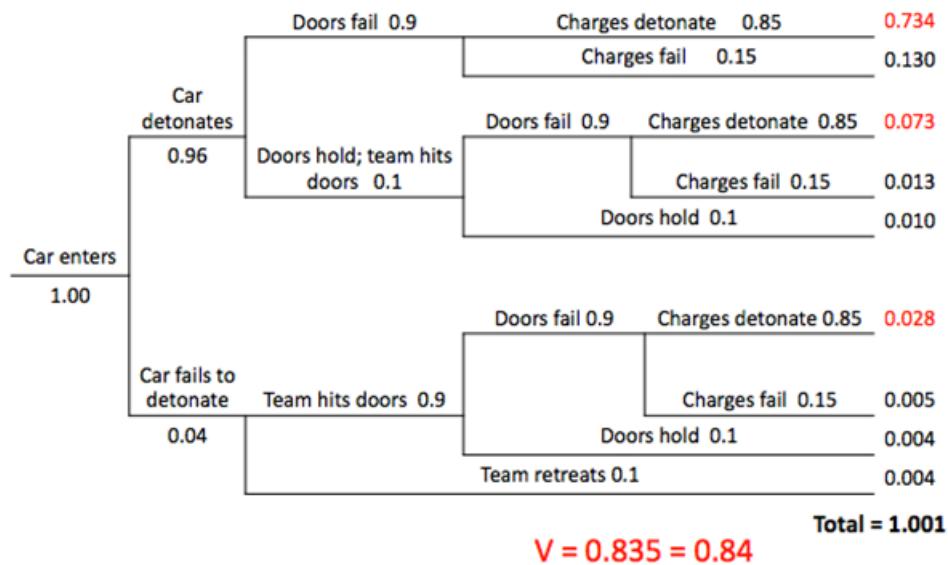 Doors fail 0.9 Charges detonate 0.85 0.734
Charges fail 0.15 0.130
Car
detonates
0.96
Doors fail 0.9 Charges detonate 0.85 0.073
Doors hold; team hits
doors 0.1
Charges fail 0.15 0.013
Doors hold 0.1 0.010
Car enters
1.00
Doors fail 0.9 Charges detonate 0.85 0.028
Car fails to
detonate
0.04
Team hits doors 0.9
Charges fail 0.15 0.005
Doors hold 0.1 0.004
Team retreats 0.1 0.004
Total = 1.001
V = 0.835 = 0.84